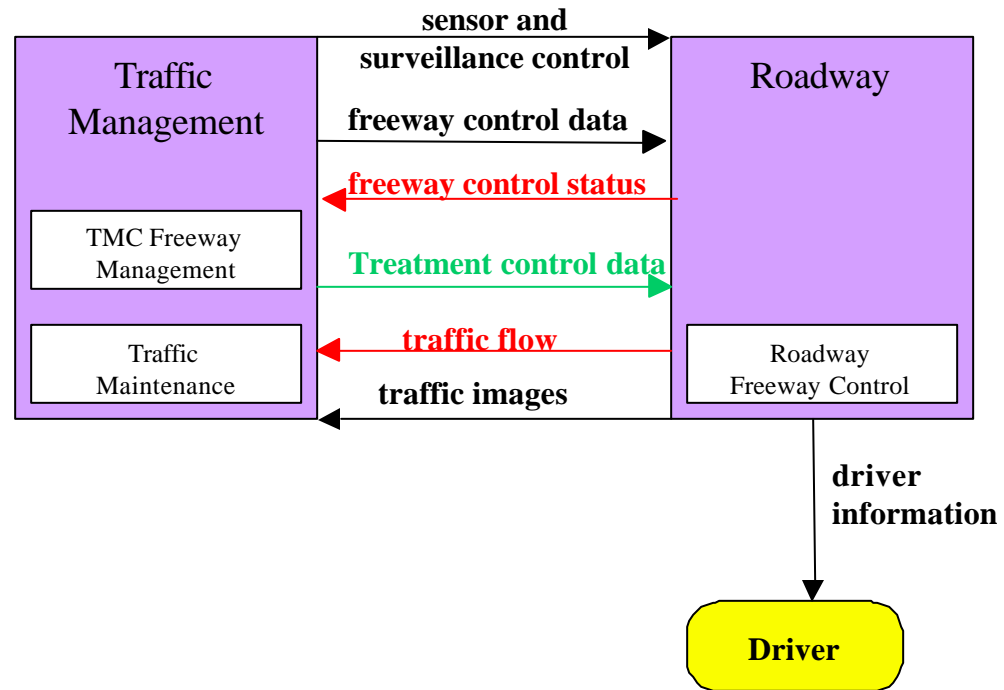 sensor and
surveillance control
Traffic
Management
Roadway
freeway control data
freeway control status
TMC Freeway
Management
Treatment control data
traffic flow
Traffic
Maintenance
Roadway
Freeway Control
traffic images
driver
information
Driver